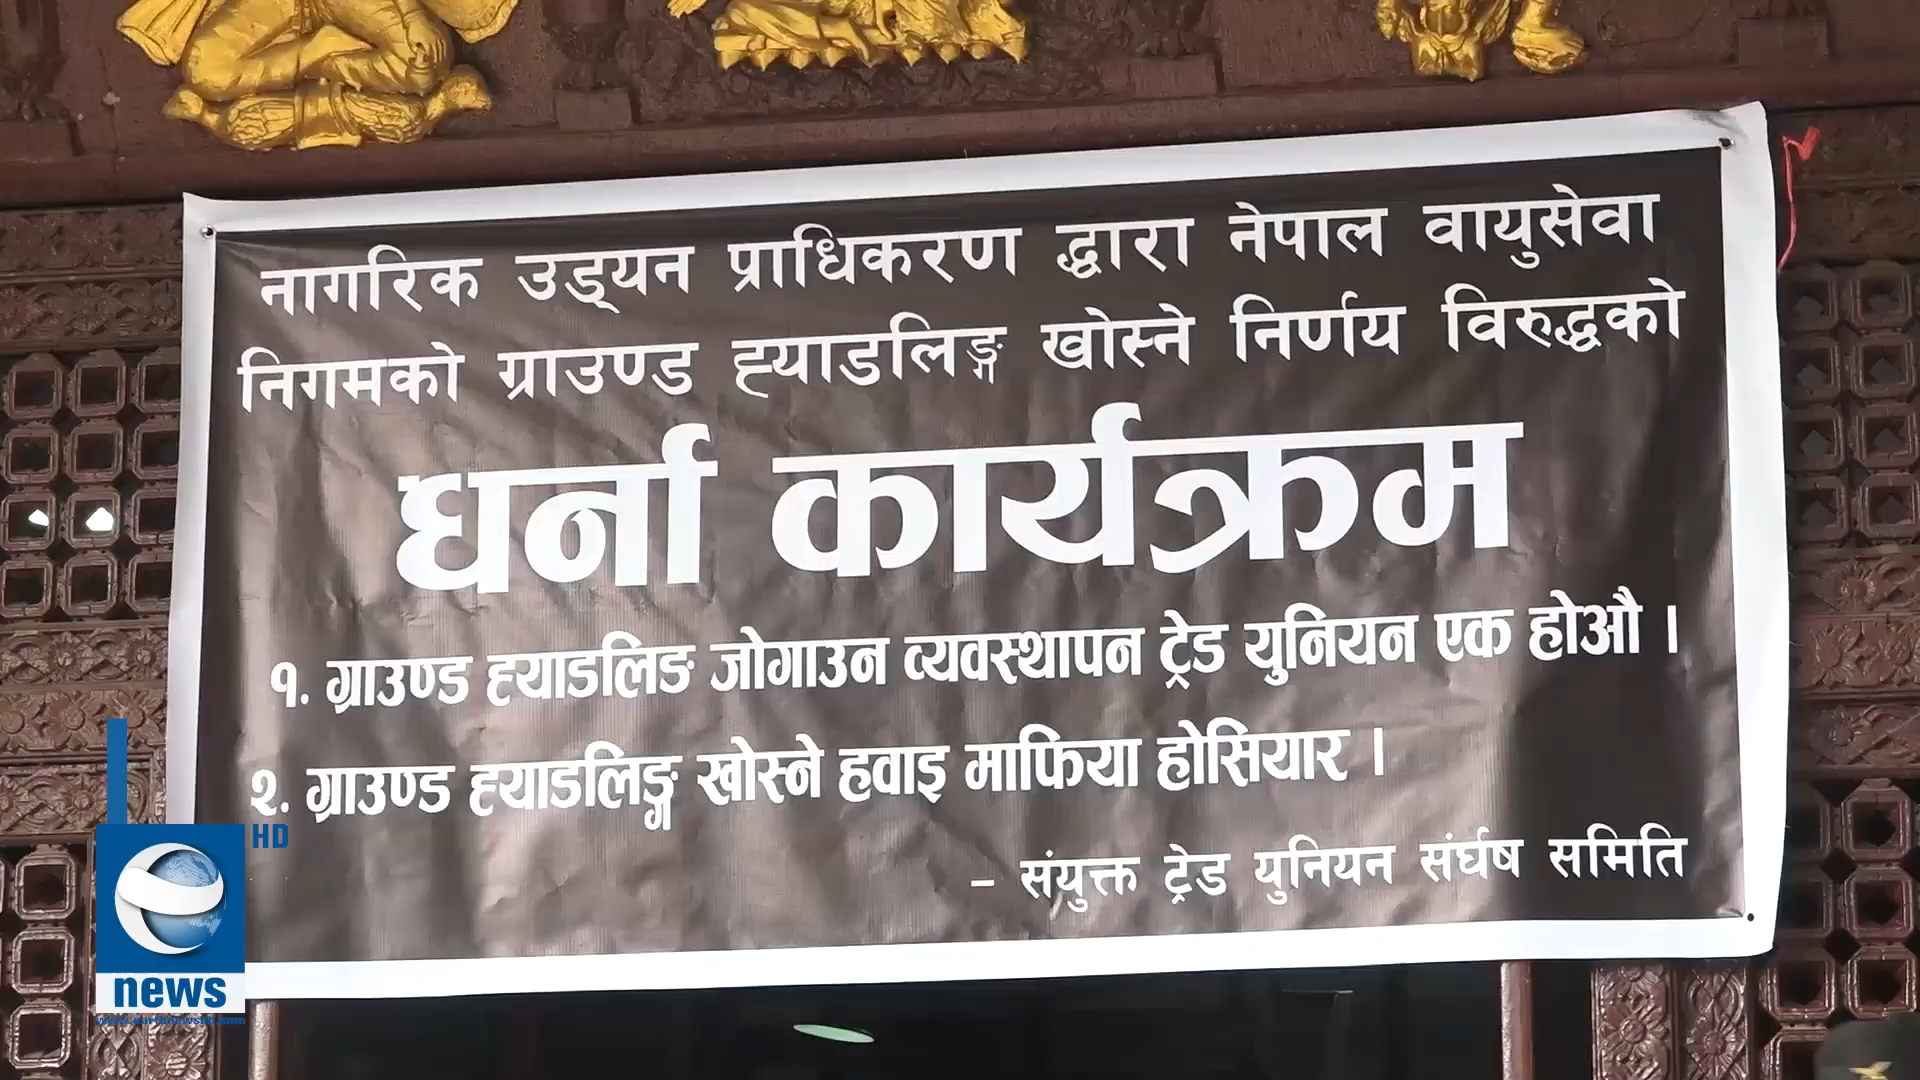 नागरिक उड्यन प्राधिकरण द्धारा नेपाल वायुसेवा
निगमको ग्राउण्ड ह्याडलिङ्ग खोस्ने निर्णय विरुद्धको
धर्ना कार्यक्रम
१. ग्राउण्ड ह्याडलिङ जोगाउन व्यवस्थापन ट्रेड युनियन एक होऔ ।
२. ग्राउण्ड ह्याडलिङ्ग खोस्ने हवाइ माफिया होसियार ।
– संयुक्त ट्रेड युनियन संर्घष समिति
HD
news